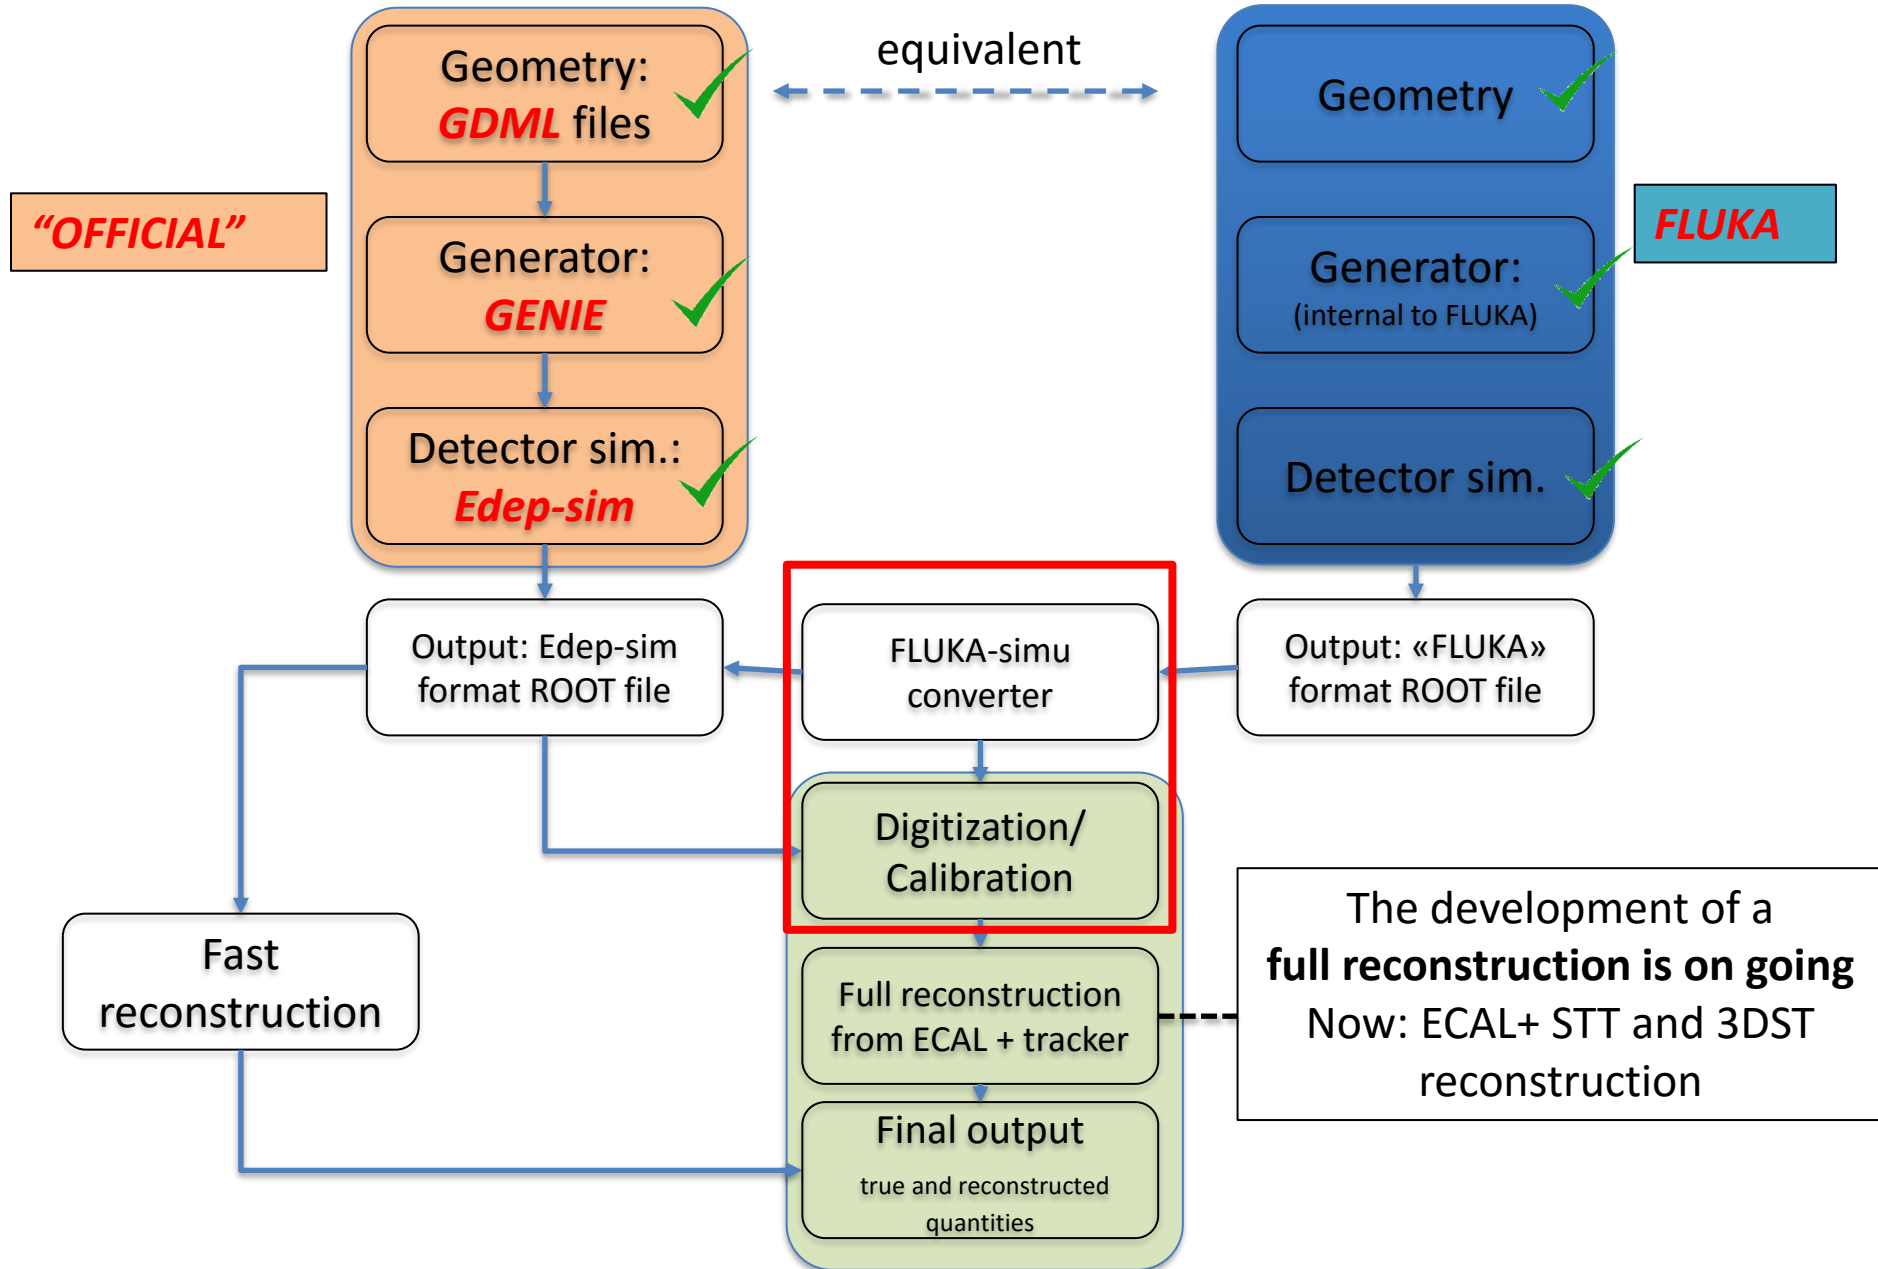 Geometry:
GDML files
equivalent
Geometry
“OFFICIAL”
Generator:
GENIE
Generator:
(internal to FLUKA)
FLUKA
Detector sim.:
Edep-sim
Detector sim.
Output: Edep-sim
format ROOT file
FLUKA-simu
converter
Output: «FLUKA»
format ROOT file
Digitization/
Calibration
Fast
reconstruction
Full reconstruction
from ECAL + tracker
The development of a
full reconstruction is on going
Now: ECAL+ STT and 3DST
reconstruction
Final output
true and reconstructed
quantities